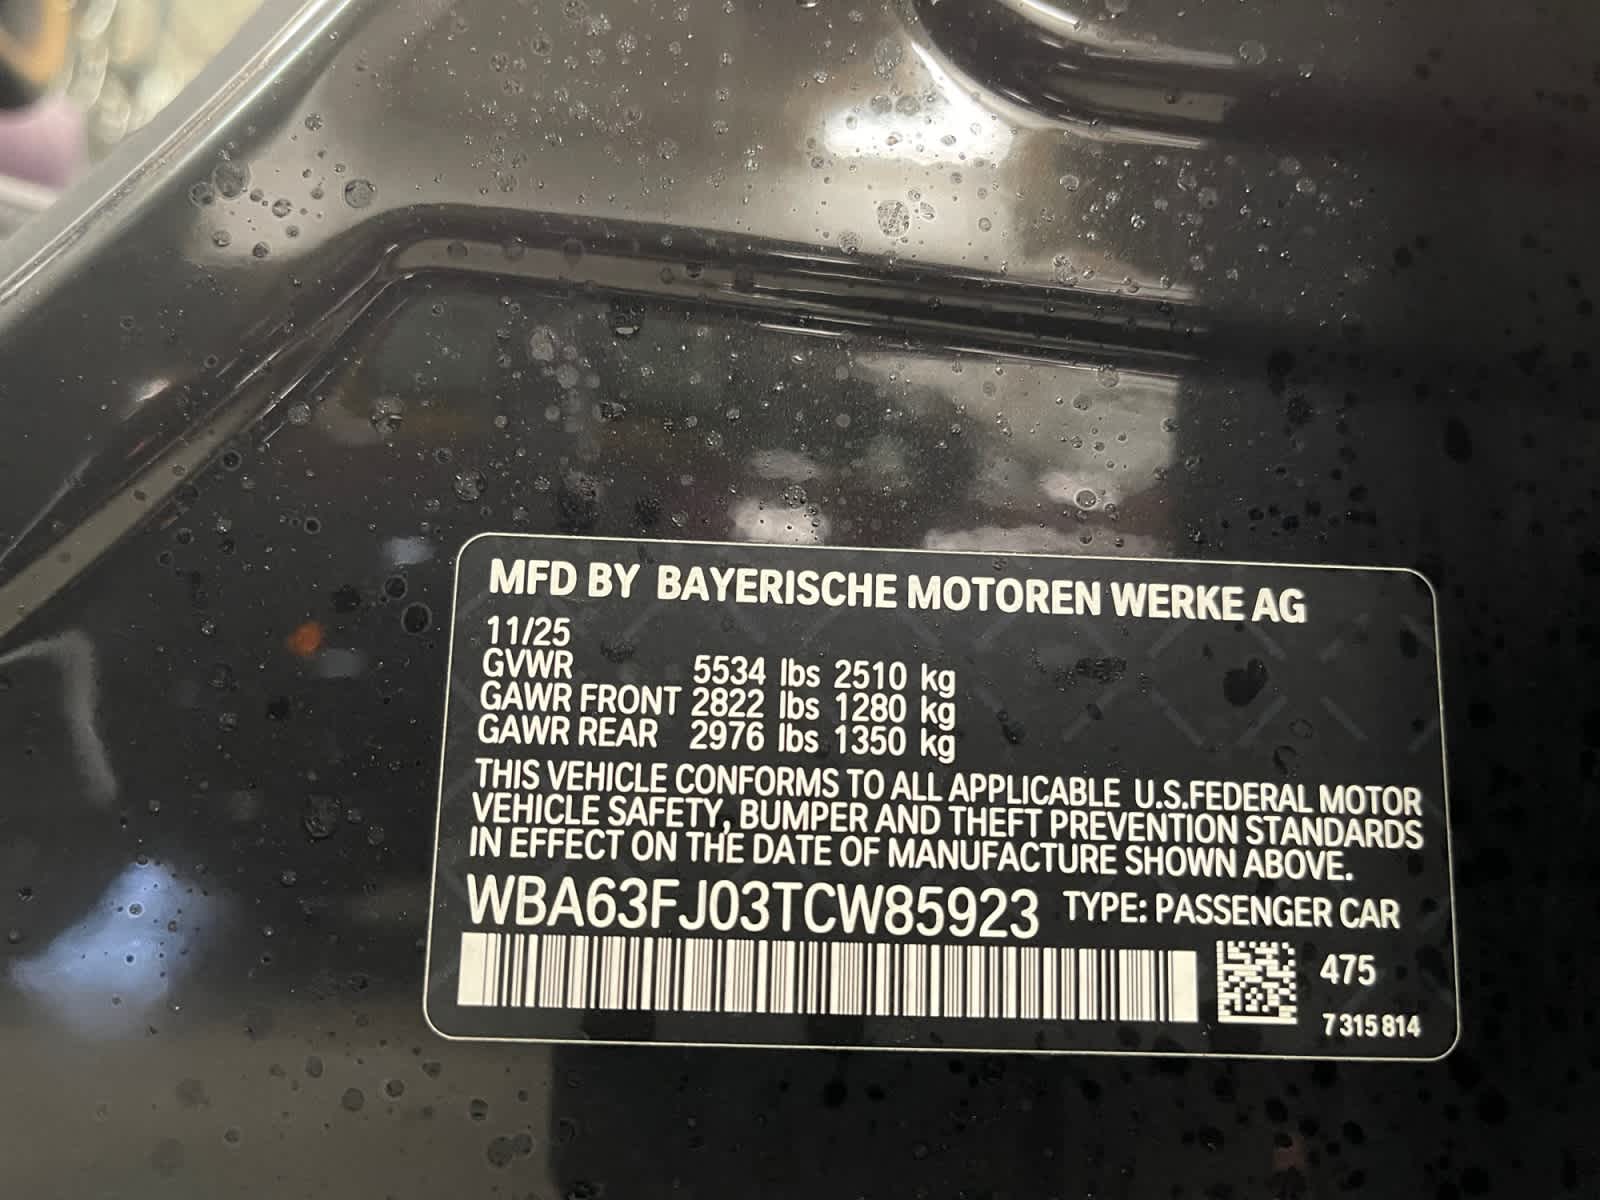 MFD BY BAYERISCHE MOTOREN WERKE AG
11/25
GVWR 5534 lbs 2510 kg
GAWR FRONT 2822 lbs 1280 kg
GAWR REAR 2976 lbs 1350 kg
THIS VEHICLE CONFORMS TO ALL APPLICABLE U.S.FEDERAL MOTOR
VEHICLE SAFETY, BUMPER AND THEFT PREVENTION STANDARDS
IN EFFECT ON THE DATE OF MANUFACTURE SHOWN ABOVE.
WBA63FJ03TCW85923 TYPE: PASSENGER CAR
475
7 315 814